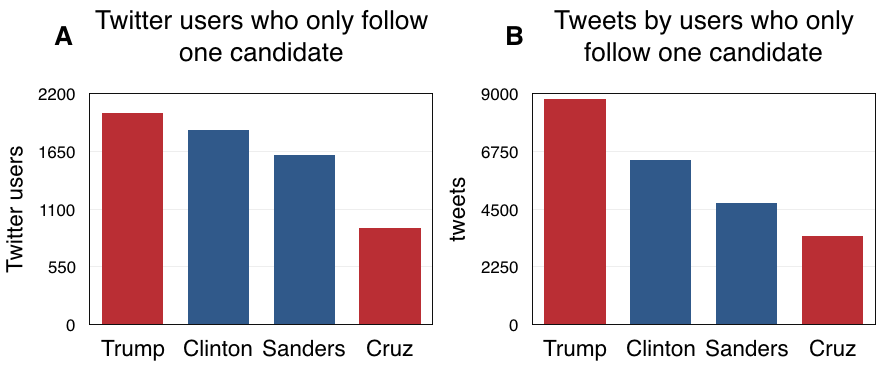 A
Twitter users who only follow
one candidate
2200
1650
1100
550
0
Twitter users
Trump Clinton Sanders Cruz
B
Tweets by users who only
follow one candidate
9000
6750
4500
2250
0
tweets
Trump Clinton Sanders Cruz